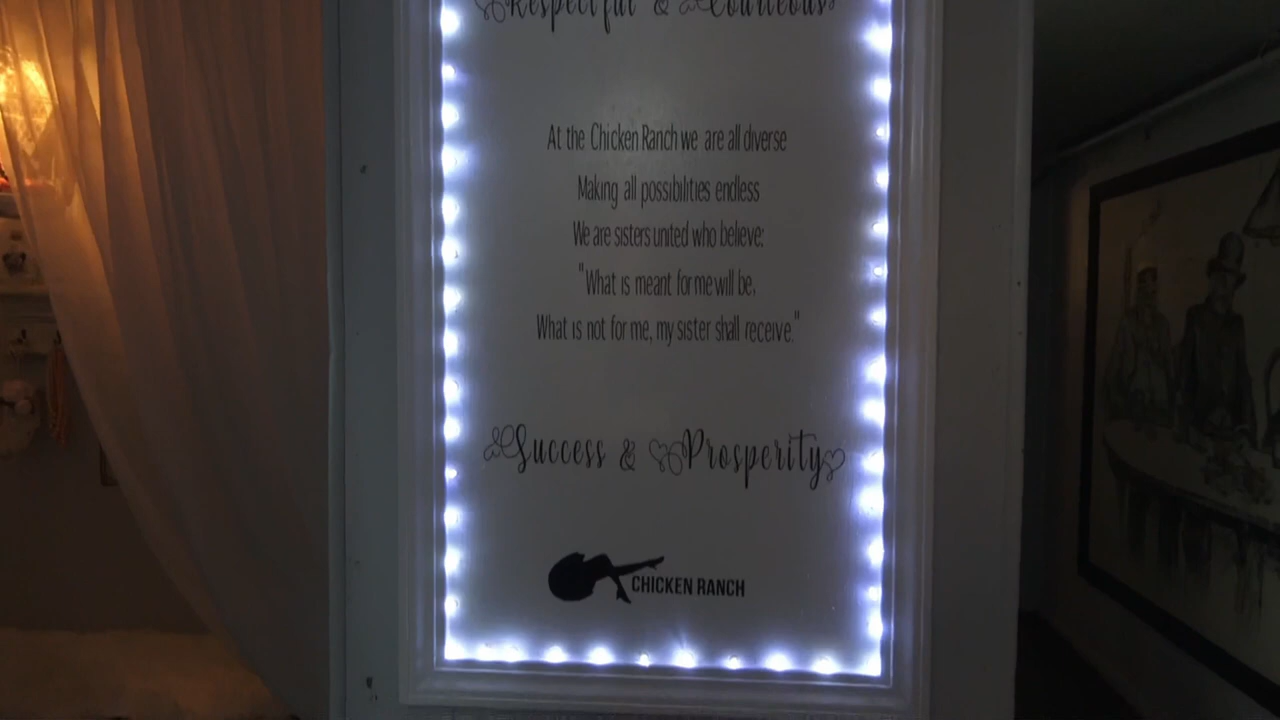 Respectful & Courteous
At the Chicken Ranch we are all diverse
Making all possibilities endless
We are sisters united who believe:
"What is meant for me will be,
What is not for me, my sister shall receive."
Success & Prosperity
CHICKEN RANCH